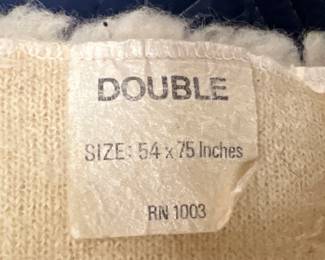 DOUBLE
SIZE: 54 x 75 Inches
RN 1003